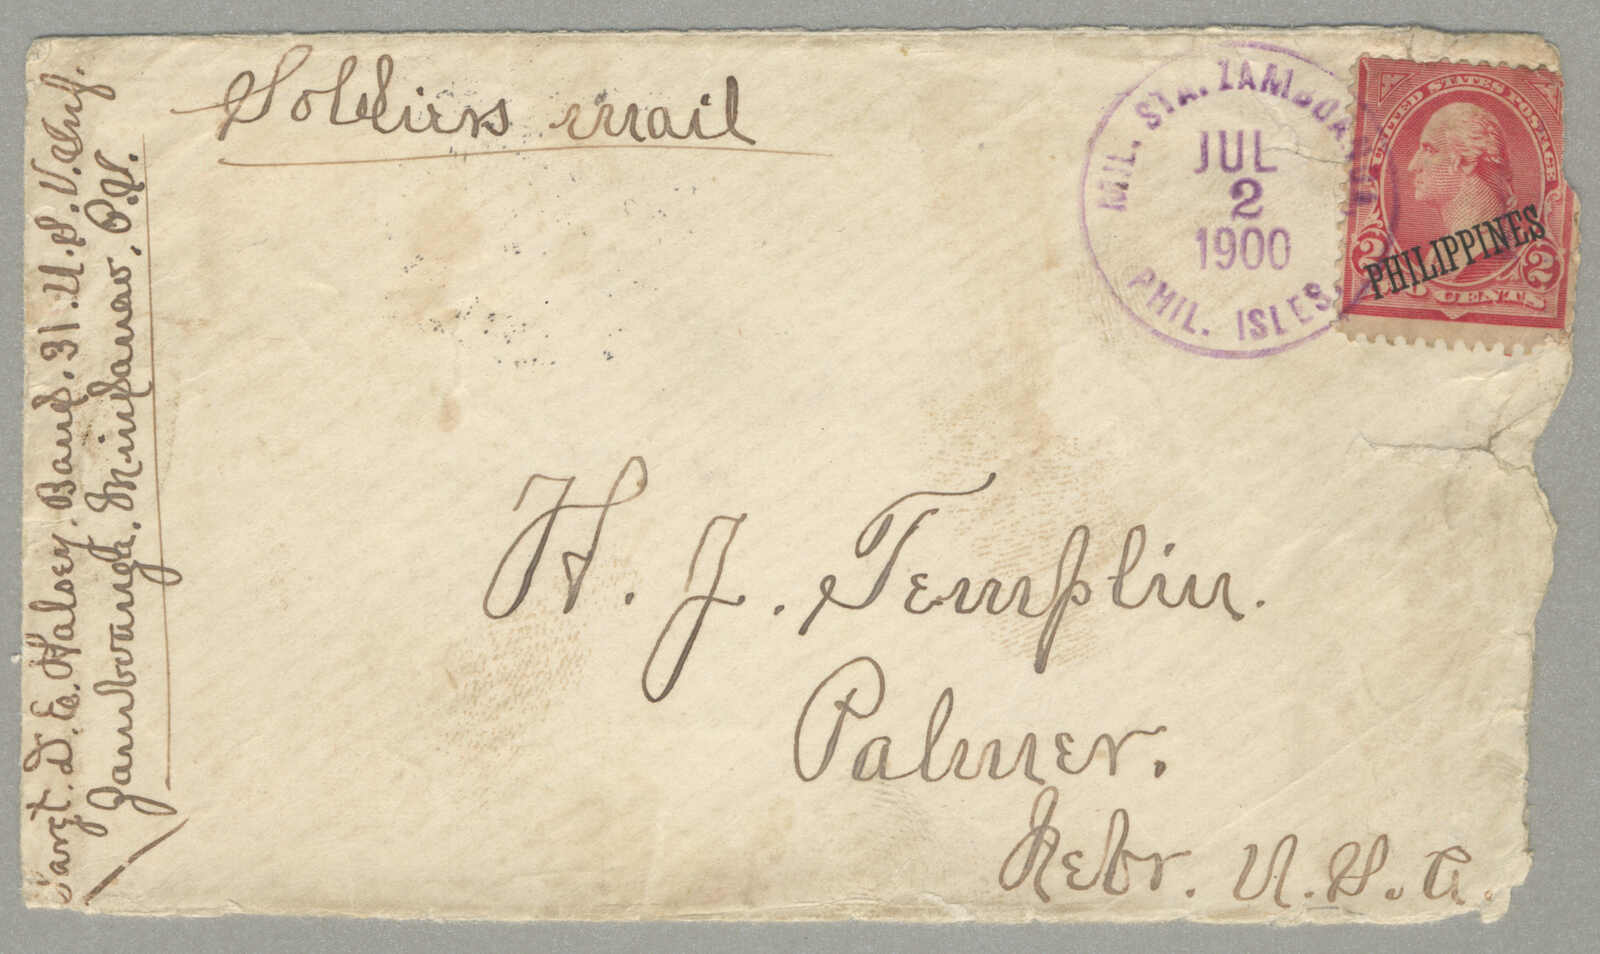 Soldiers mail
MIL. STA. ZAMBOANGA
JUL
2
1900
PHIL. ISLES.
UNITED STATES POSTAGE
PHILIPPINES
2 2
CENTS
Sargt. D. E. Halsey. Band. 31. U. S. V. Inf.
Zamboanga. Mindanao. P. I.
H. J. Templin.
Palmer.
Nebr. U. S. A.